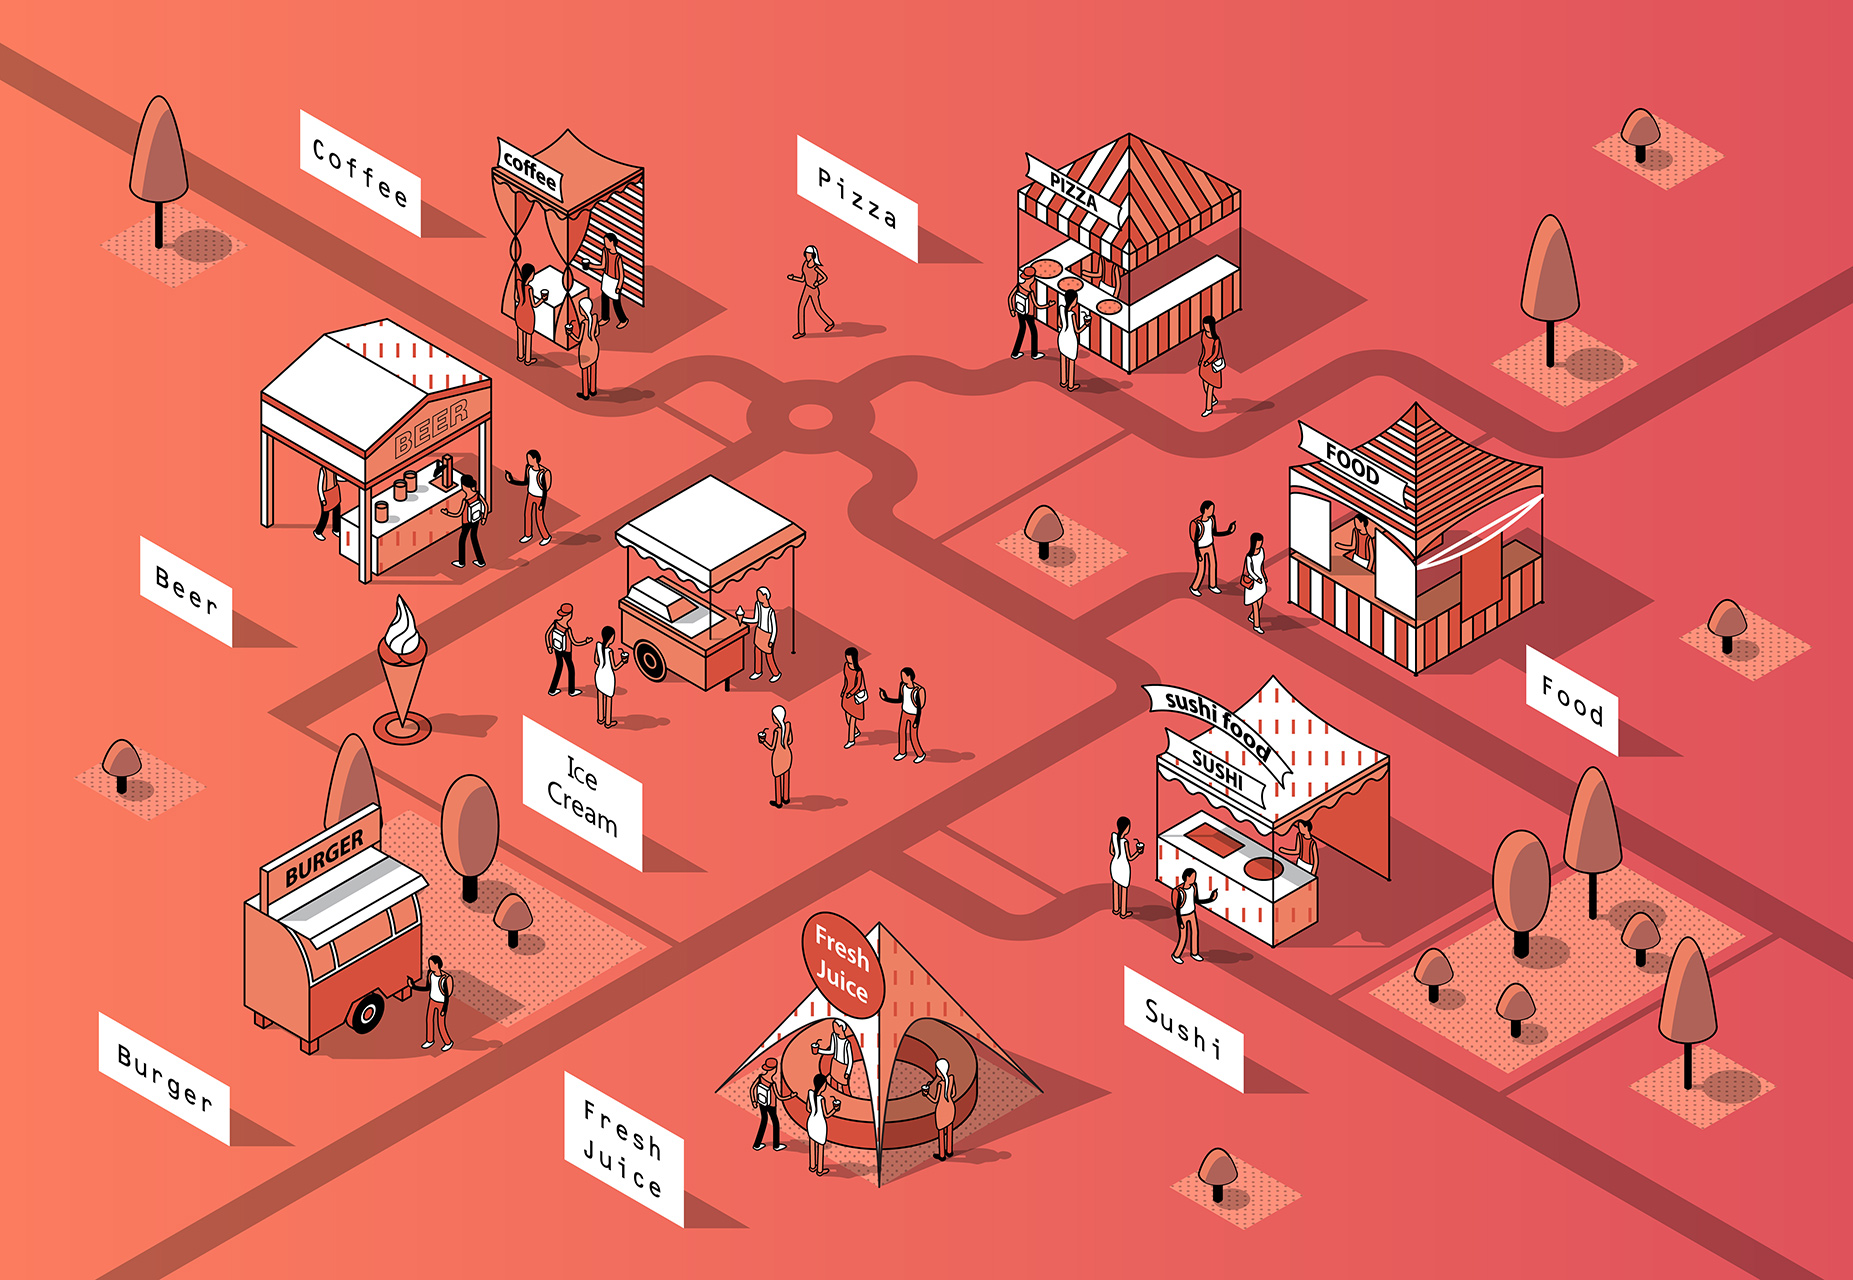 Coffee
coffee
Pizza
PIZZA
BEER
FOOD
Beer
Food
sushi food
SUSHI
Ice
Cream
BURGER
Fresh
Juice
Sushi
Burger
Fresh
Juice